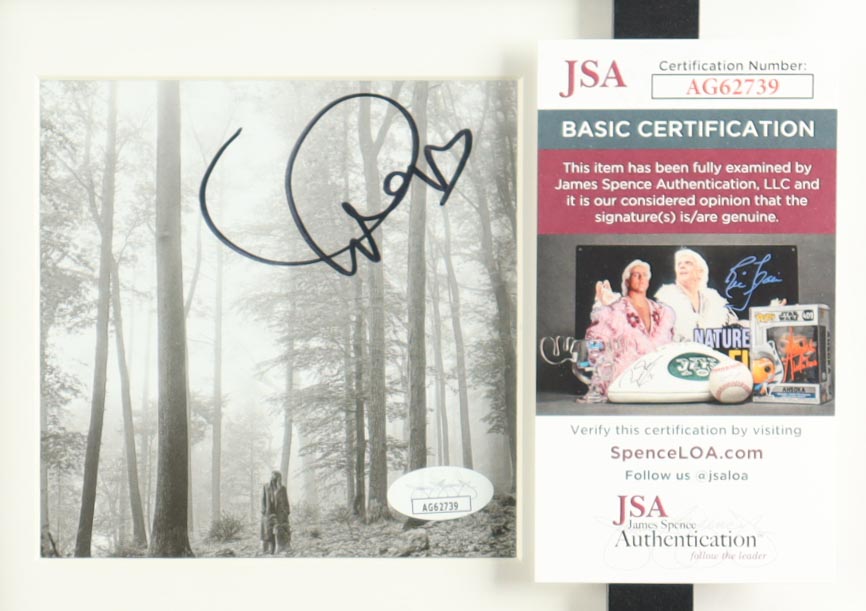 JSA
Certification Number:
AG62739
BASIC CERTIFICATION
This item has been fully examined by
James Spence Authentication, LLC and
it is our considered opinion that the
signature(s) is/are genuine.
NATURE
AHSOKA
Verify this certification by visiting
SpenceLOA.com
Follow us @jsaloa
JSA
James Spence
Authentication
follow the leader
AG62739